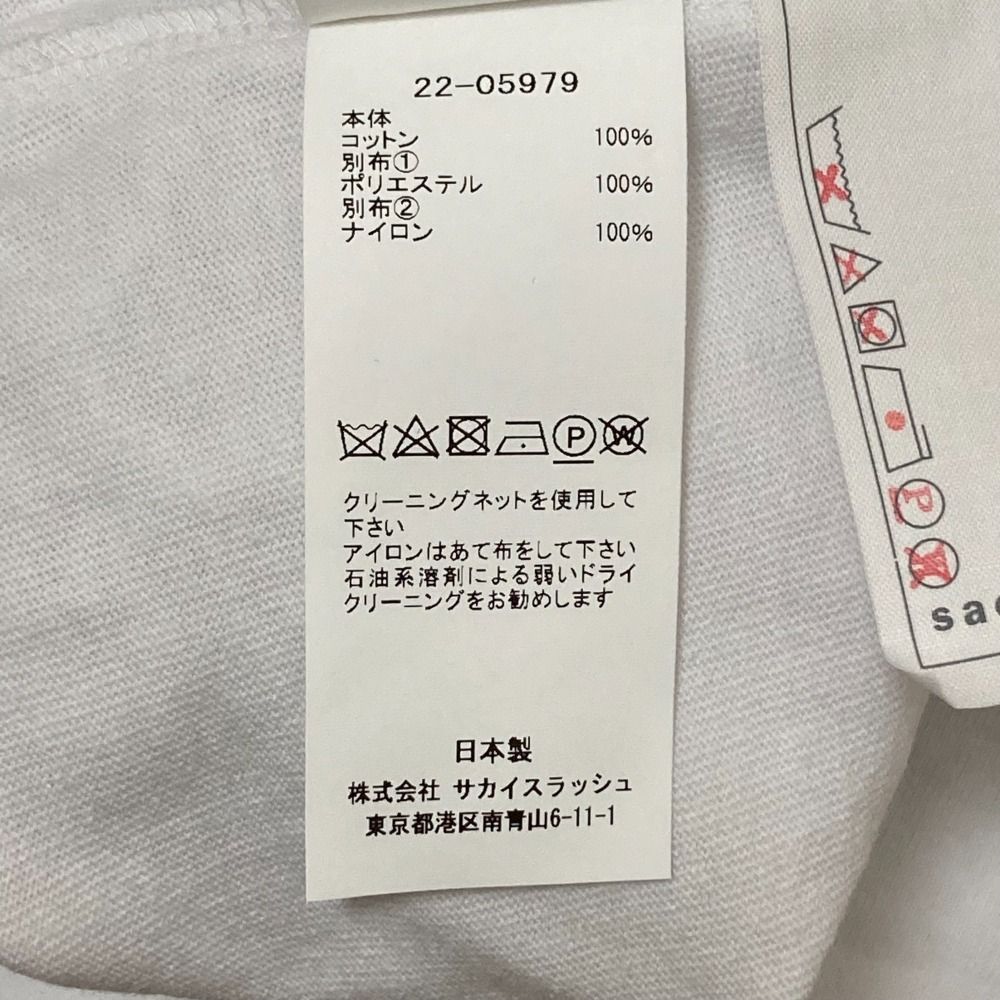 22-05979
本体
コットン 100%
別布①
ポリエステル 100%
別布②
ナイロン 100%
P W
クリーニングネットを使用して
下さい
アイロンはあて布をして下さい
石油系溶剤による弱いドライ
クリーニングをお勧めします
日本製
株式会社 サカイスラッシュ
東京都港区南青山6-11-1
P
W
sac